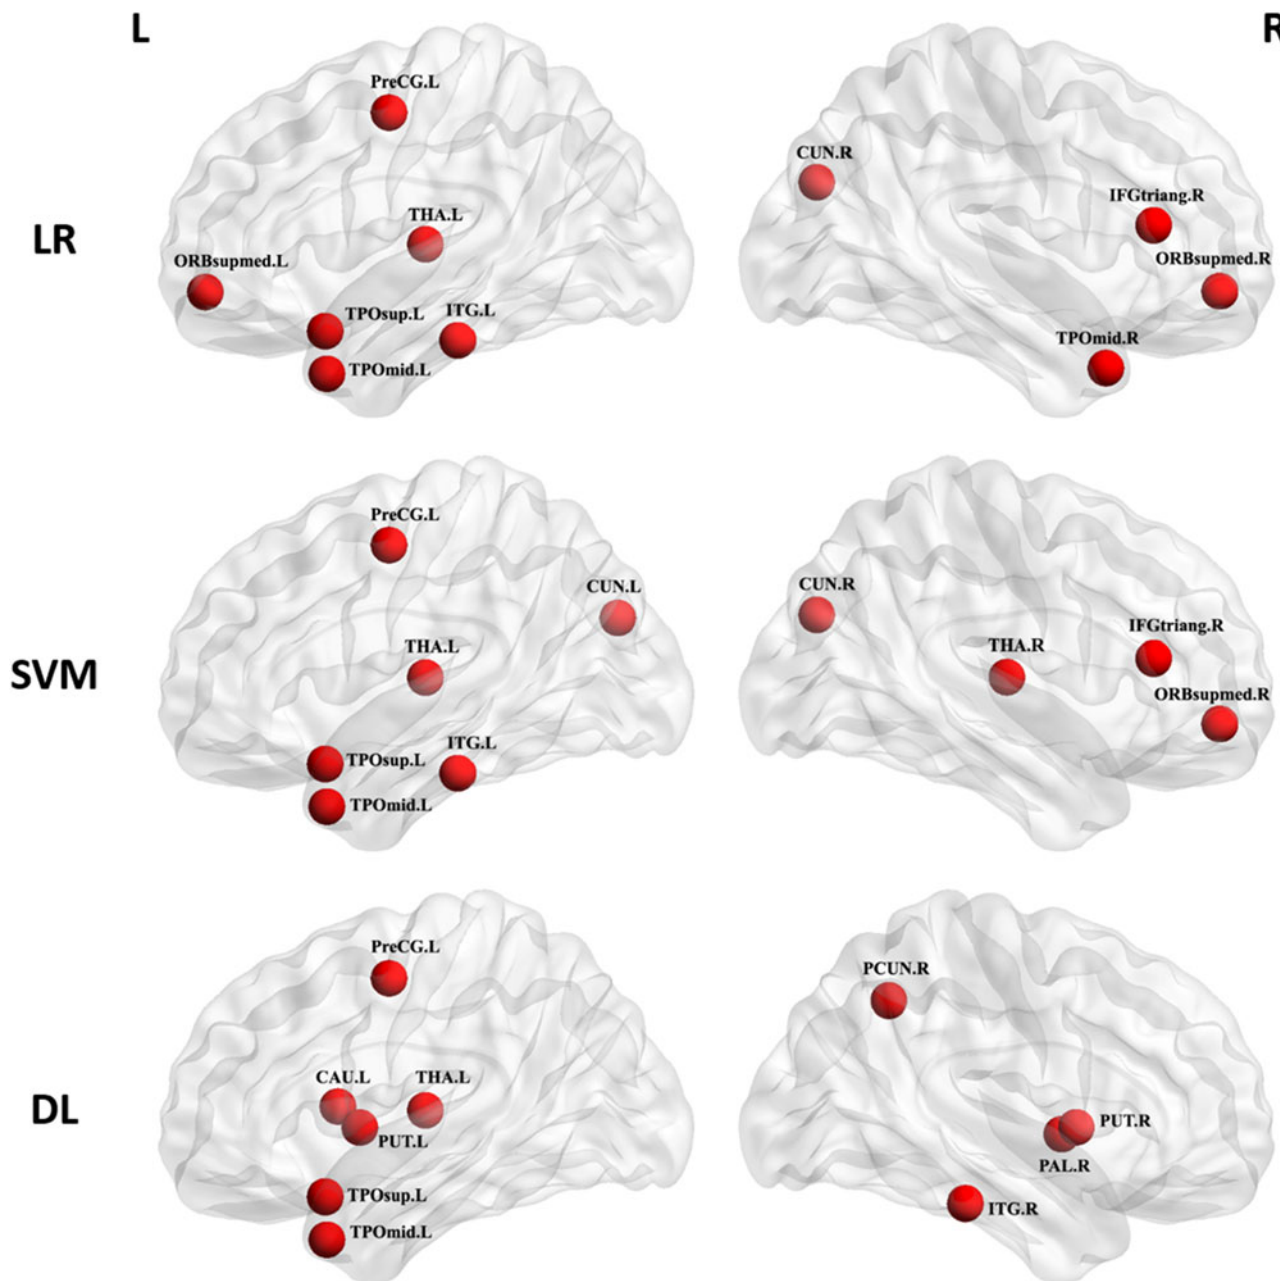 L
R
PreCG.L
CUN.R
THA.L
IFGtriang.R
LR
ORBsupmed.L
ORBsupmed.R
TPOsup.L
ITG.L
TPOmid.R
TPOmid.L
PreCG.L
CUN.L
CUN.R
IFGtriang.R
THA.L
THA.R
SVM
ORBsupmed.R
ITG.L
TPOsup.L
TPOmid.L
PreCG.L
PCUN.R
CAU.L
THA.L
DL
PUT.R
PUT.L
PAL.R
TPOsup.L
ITG.R
TPOmid.L